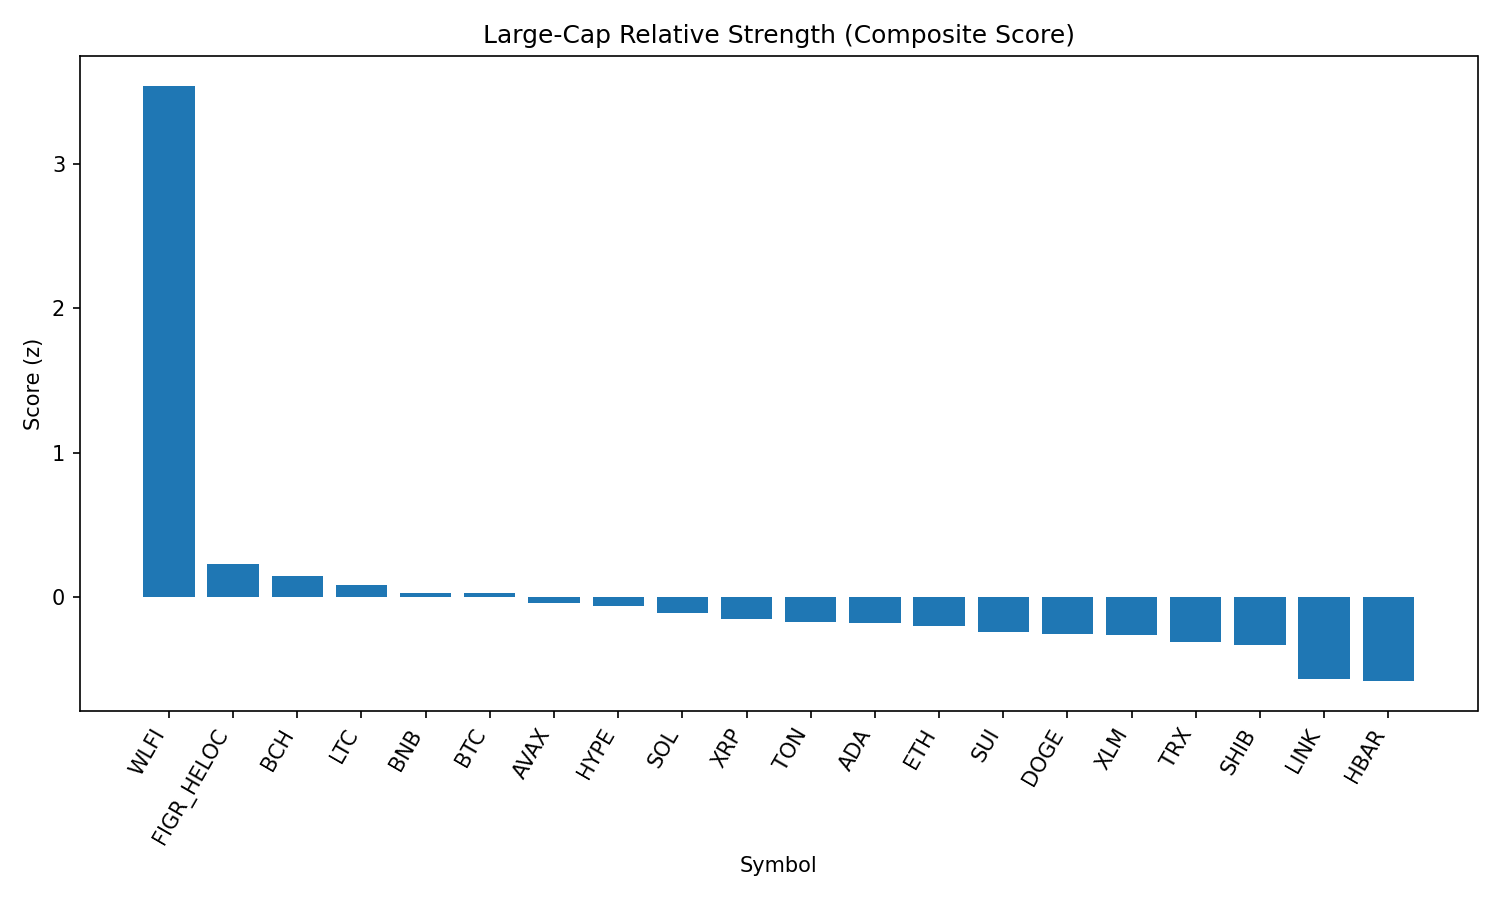 Large-Cap Relative Strength (Composite Score)
Score (z)
3
2
1
0
WLFI
FIGR_HELOC
BCH
LTC
BNB
BTC
AVAX
HYPE
SOL
XRP
TON
ADA
ETH
SUI
DOGE
XLM
TRX
SHIB
LINK
HBAR
Symbol